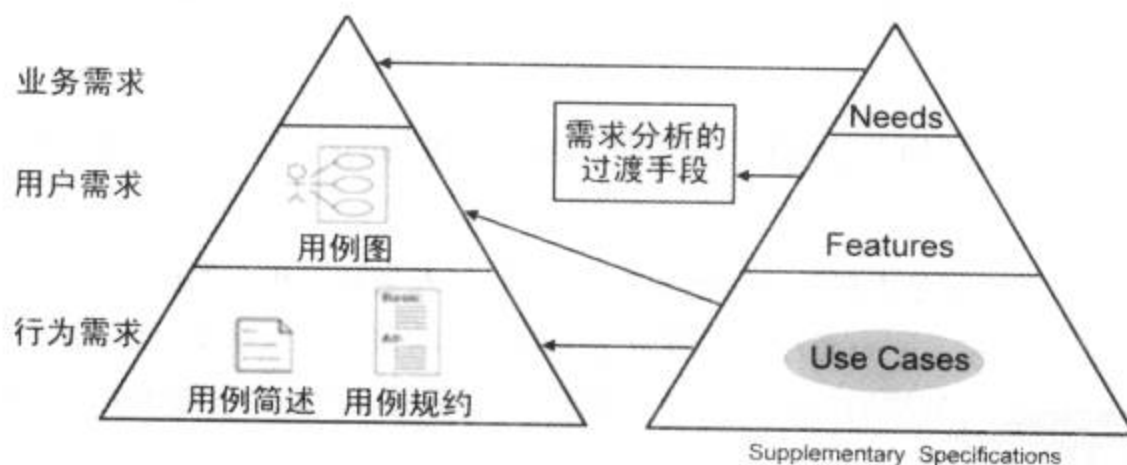 业务需求
Needs
需求分析的
过渡手段
用户需求
用例图
Features
行为需求
Use Cases
用例简述
用例规约
Supplementary Specifications